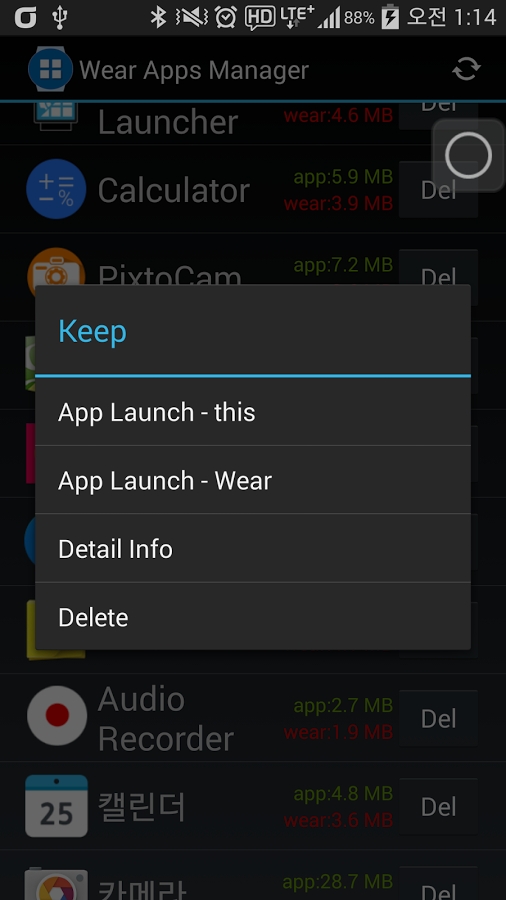 HD LTE+ 88% 오전 1:14
Wear Apps Manager
Launcher
wear:4.6 MB
Del
Calculator
app:5.9 MB
wear:3.9 MB
Del
PixtoCam
app:7.2 MB
Del
Keep
App Launch - this
App Launch - Wear
Detail Info
Delete
Audio
Recorder
app:2.7 MB
wear:1.9 MB
Del
25
캘린더
app:4.8 MB
wear:3.6 MB
Del
카메라
app:28.7 MB
Del